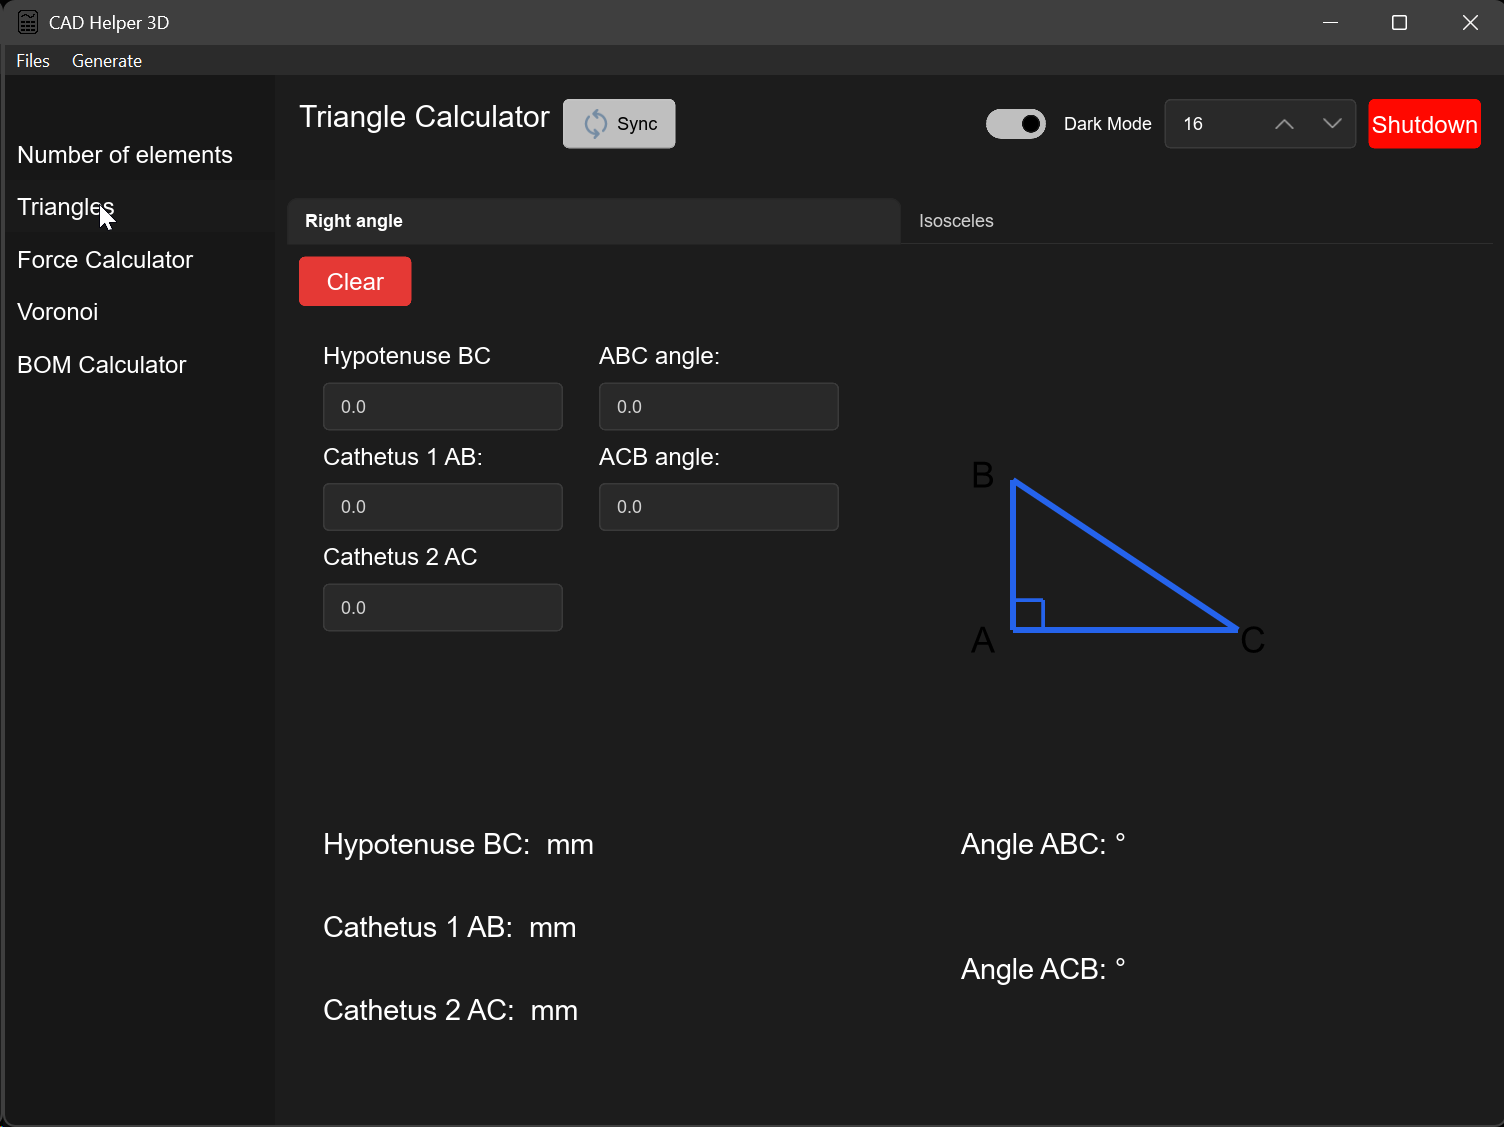 CAD Helper 3D
Files Generate
Triangle Calculator Sync Dark Mode 16 Shutdown
Number of elements
Triangles
Force Calculator
Voronoi
BOM Calculator
Right angle Isosceles
Clear
Hypotenuse BC ABC angle:
0.0 0.0
Cathetus 1 AB: ACB angle:
0.0 0.0
Cathetus 2 AC
0.0
B
A C
Hypotenuse BC: mm Angle ABC: °
Cathetus 1 AB: mm
Angle ACB: °
Cathetus 2 AC: mm